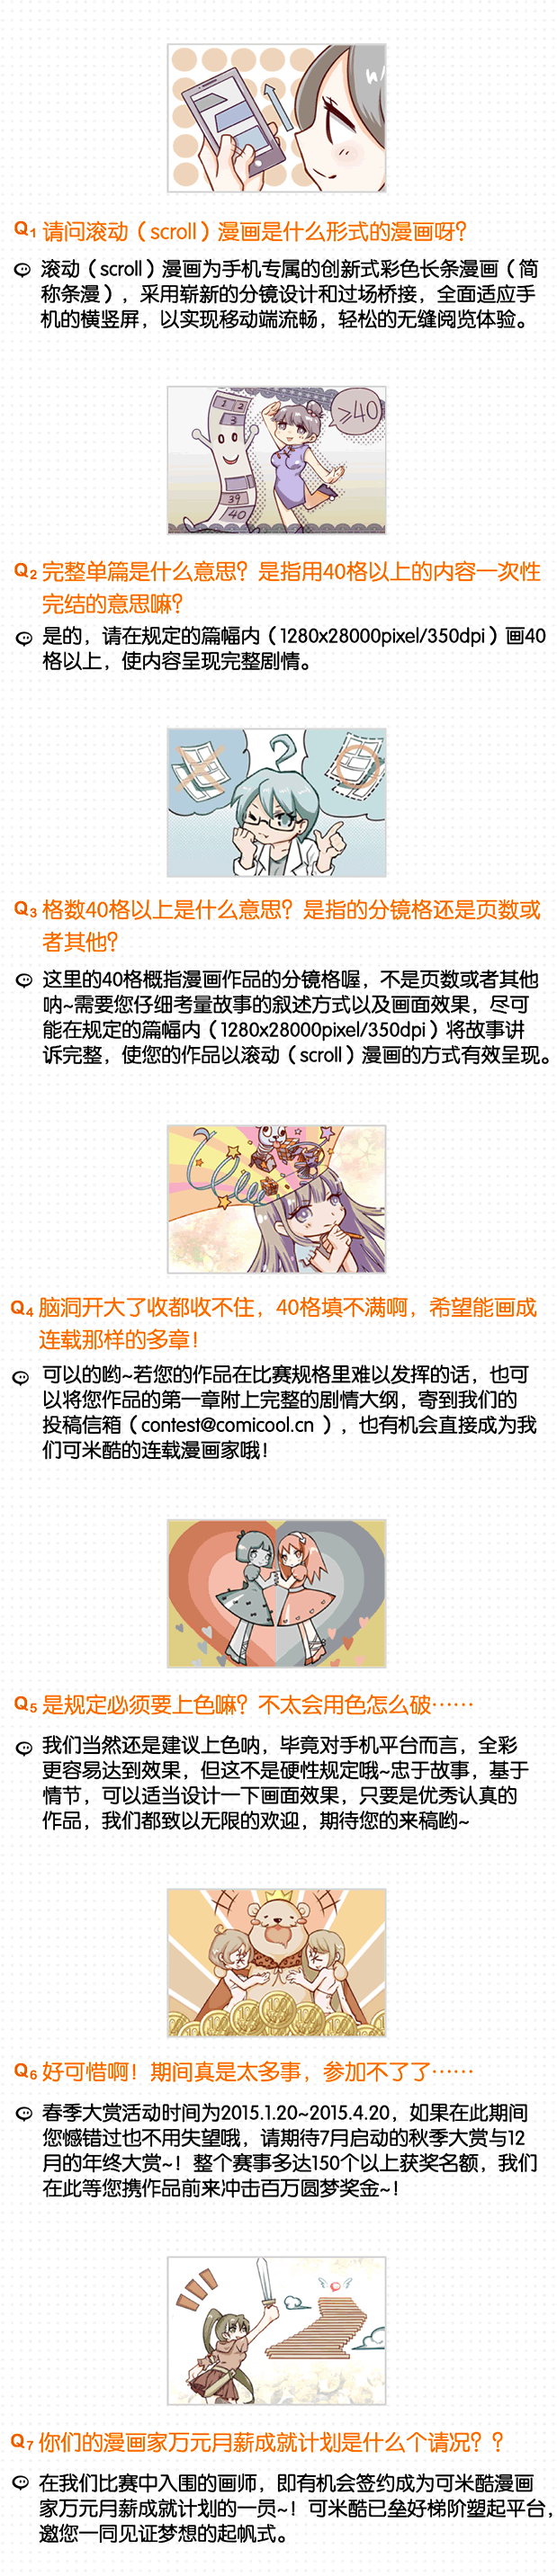 Q1 请问滚动（scroll）漫画是什么形式的漫画呀？
滚动（scroll）漫画为手机专属的创新式彩色长条漫画（简
称条漫），采用崭新的分镜设计和过场桥接，全面适应手
机的横竖屏，以实现移动端流畅，轻松的无缝阅览体验。
≥40
1 2
3
39
40
Q2 完整单篇是什么意思？是指用40格以上的内容一次性
完结的意思嘛？
是的，请在规定的篇幅内（1280x28000pixel/350dpi）画40
格以上，使内容呈现完整剧情。
?
Q3 格数40格以上是什么意思？是指的分镜格还是页数或
者其他？
这里的40格概指漫画作品的分镜格喔，不是页数或者其他
呐~需要您仔细考量故事的叙述方式以及画面效果，尽可
能在规定的篇幅内（1280x28000pixel/350dpi）将故事讲
诉完整，使您的作品以滚动（scroll）漫画的方式有效呈现。
Q4 脑洞开大了收都收不住，40格填不满啊，希望能画成
连载那样的多章！
可以的哟~若您的作品在比赛规格里难以发挥的话，也可
以将您作品的第一章附上完整的剧情大纲，寄到我们的
投稿信箱（contest@comicool.cn ），也有机会直接成为我
们可米酷的连载漫画家哦！
Q5 是规定必须要上色嘛？不太会用色怎么破……
我们当然还是建议上色呐，毕竟对手机平台而言，全彩
更容易达到效果，但这不是硬性规定哦~忠于故事，基于
情节，可以适当设计一下画面效果，只要是优秀认真的
作品，我们都致以无限的欢迎，期待您的来稿哟~
Q6 好可惜啊！期间真是太多事，参加不了了……
春季大赏活动时间为2015.1.20~2015.4.20，如果在此期间
您憾错过也不用失望哦，请期待7月启动的秋季大赏与12
月的年终大赏~！整个赛事多达150个以上获奖名额，我们
在此等您携作品前来冲击百万圆梦奖金~！
Q7 你们的漫画家万元月薪成就计划是什么个请况？？
在我们比赛中入围的画师，即有机会签约成为可米酷漫画
家万元月薪成就计划的一员~！可米酷已垒好梯阶塑起平台，
邀您一同见证梦想的起帆式。